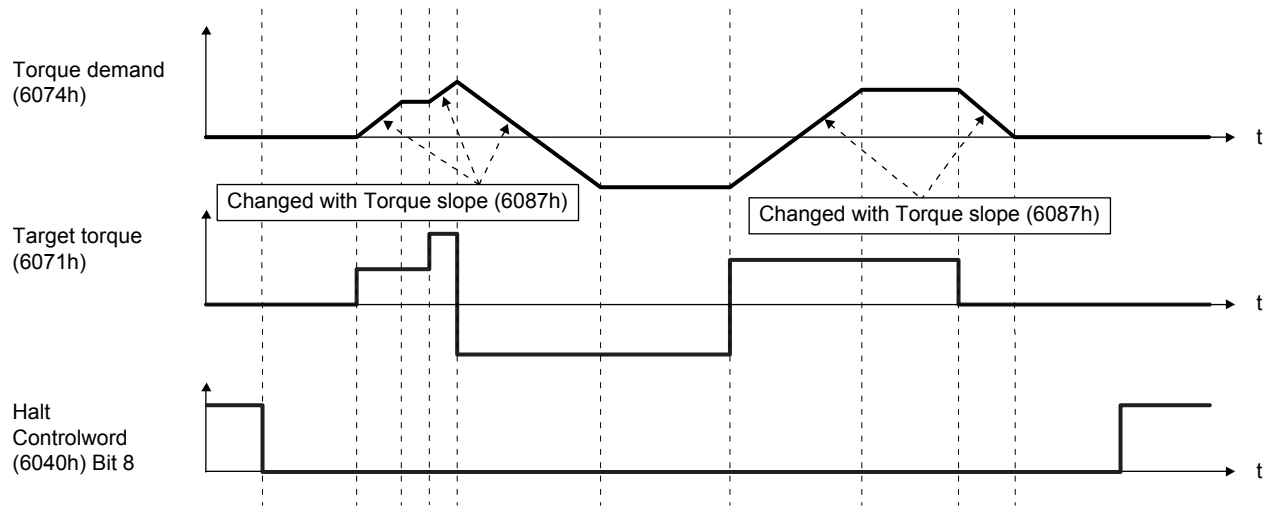 Torque demand
(6074h)
t
Changed with Torque slope (6087h)
Changed with Torque slope (6087h)
Target torque
(6071h)
t
Halt
Controlword
(6040h) Bit 8
t